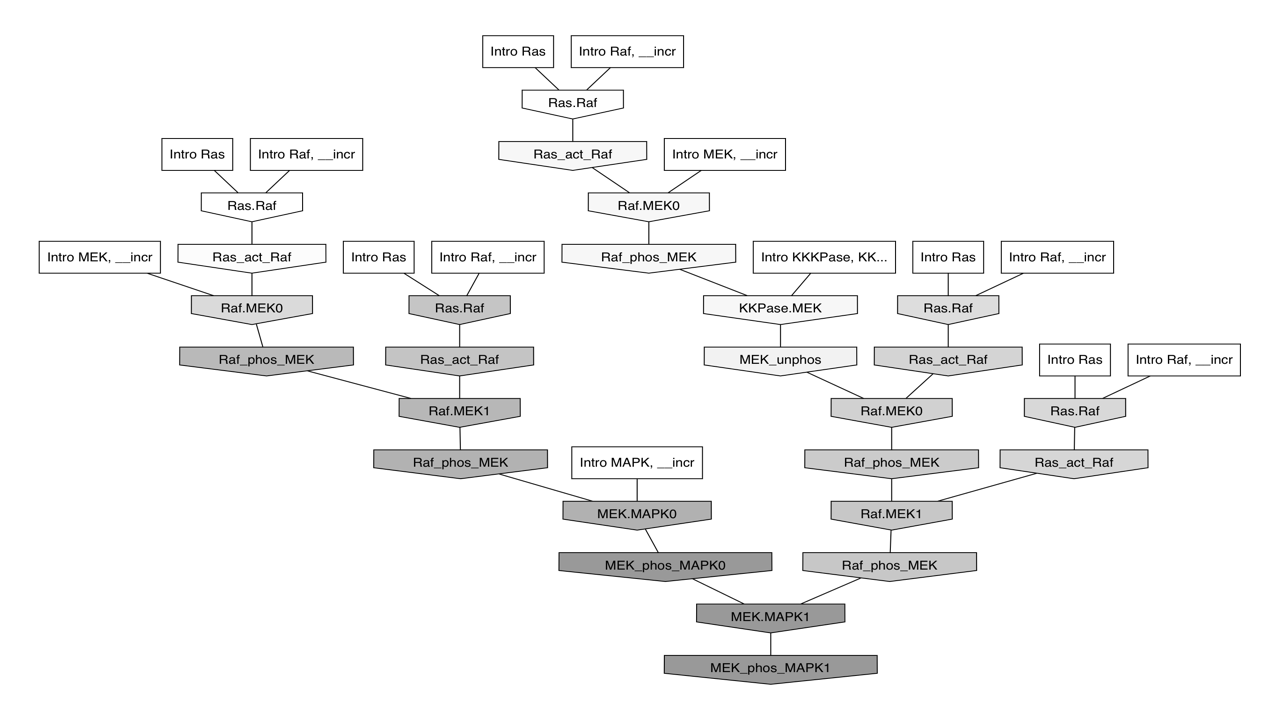 Intro Ras
Intro Raf, __incr
Ras.Raf
Intro Ras
Intro Raf, __incr
Ras_act_Raf
Intro MEK, __incr
Ras.Raf
Raf.MEK0
Intro MEK, __incr
Ras_act_Raf
Intro Ras
Intro Raf, __incr
Raf_phos_MEK
Intro KKKPase, KK...
Intro Ras
Intro Raf, __incr
Raf.MEK0
Ras.Raf
KKPase.MEK
Ras.Raf
Raf_phos_MEK
Ras_act_Raf
MEK_unphos
Ras_act_Raf
Intro Ras
Intro Raf, __incr
Raf.MEK1
Raf.MEK0
Ras.Raf
Raf_phos_MEK
Intro MAPK, __incr
Raf_phos_MEK
Ras_act_Raf
MEK.MAPK0
Raf.MEK1
MEK_phos_MAPK0
Raf_phos_MEK
MEK.MAPK1
MEK_phos_MAPK1